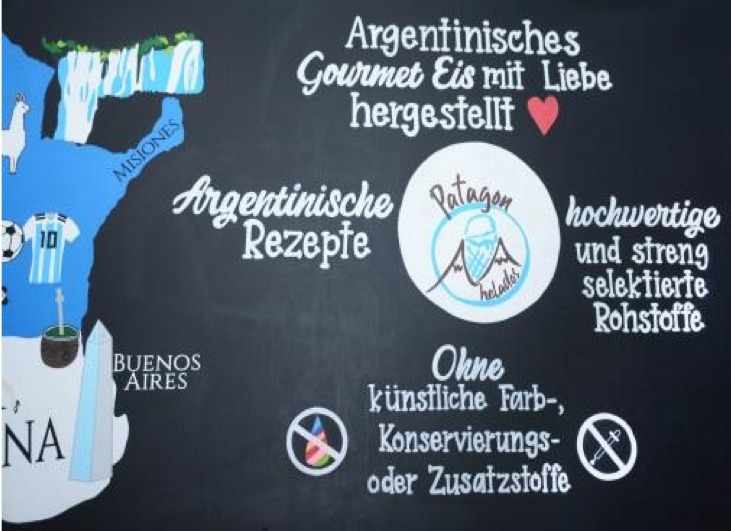 Argentinisches
Gourmet Eis mit Liebe
hergestellt
MISIONES
Argentinische
Rezepte
Patagon
helados
hochwertige
und streng
selektierte
Rohstoffe
10
BUENOS
AIRES
NA
Ohne
künstliche Farb-,
Konservierungs-
oder Zusatzstoffe